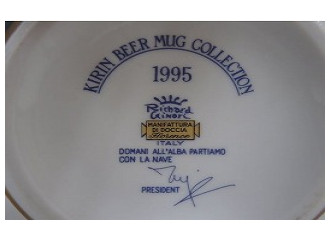 KIRIN BEER MUG COLLECTION
1995
Richard
Ginori
MANIFATTURA
DI DOCCIA
Florence
ITALY
DOMANI ALL'ALBA PARTIAMO
CON LA NAVE
PRESIDENT